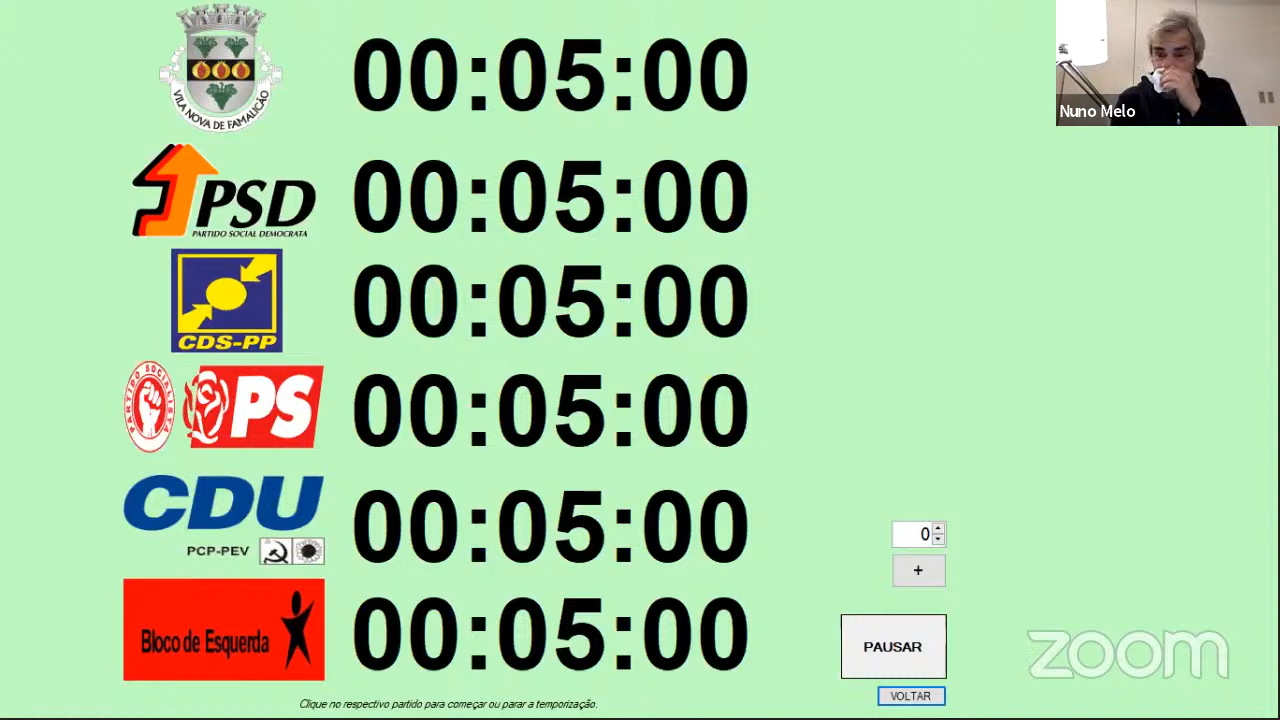 VILA NOVA DE FAMALICÃO
00:05:00
Nuno Melo
PSD
PARTIDO SOCIAL DEMOCRATA
00:05:00
CDS-PP
00:05:00
PARTIDO SOCIALISTA
PS
00:05:00
CDU
PCP-PEV
00:05:00
0
+
Bloco de Esquerda
00:05:00
PAUSAR
zoom
VOLTAR
Clique no respectivo partido para começar ou parar a temporização.